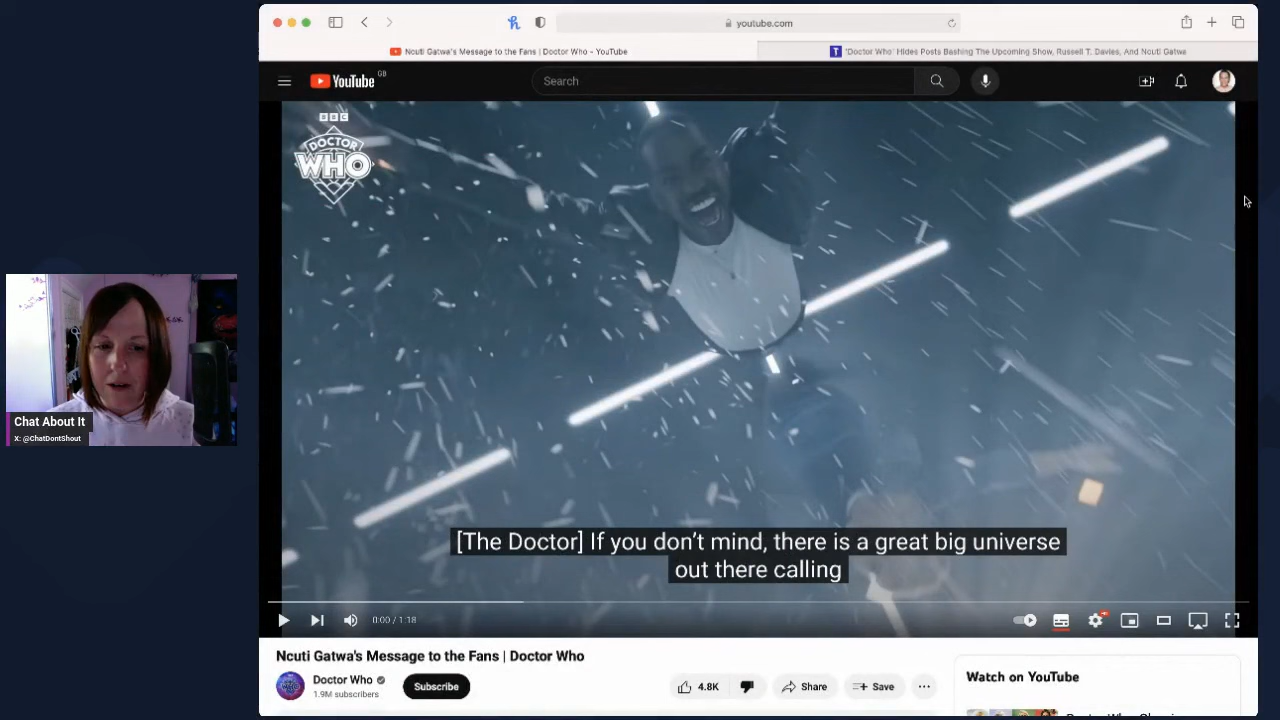 youtube.com
Ncuti Gatwa's Message to the Fans | Doctor Who - YouTube
'Doctor Who' Hides Posts Bashing The Upcoming Show, Russell T. Davies, And Ncuti Gatwa
YouTube GB
Search
BBC
DOCTOR
WHO
[The Doctor] If you don't mind, there is a great big universe
out there calling
Chat About It
X: @ChatDontShout
0:00 / 1:18
Ncuti Gatwa's Message to the Fans | Doctor Who
Doctor Who
1.9M subscribers
Subscribe
4.8K
Share
Save
Watch on YouTube